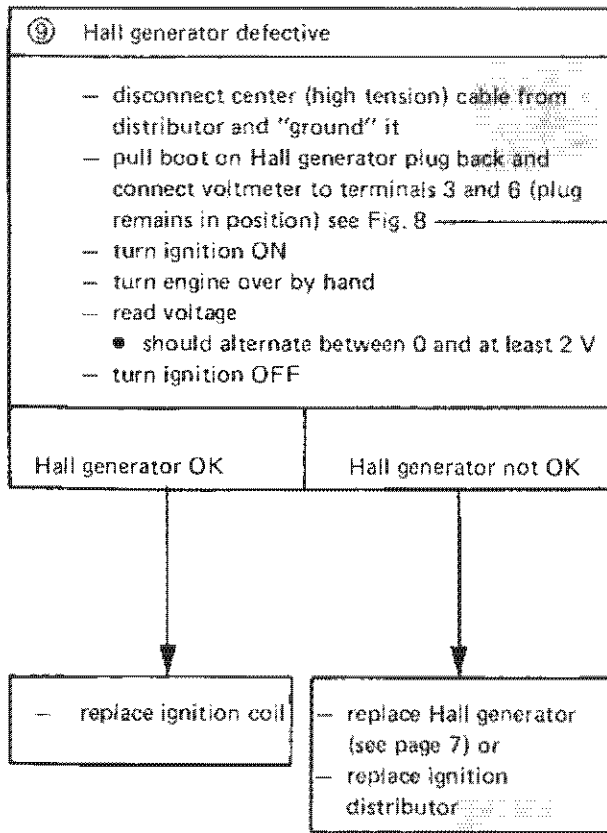 ⑨ Hall generator defective
— disconnect center (high tension) cable from
distributor and "ground" it
— pull boot on Hall generator plug back and
connect voltmeter to terminals 3 and 6 (plug
remains in position) see Fig. 8
— turn ignition ON
— turn engine over by hand
— read voltage
● should alternate between 0 and at least 2 V
— turn ignition OFF
Hall generator OK
Hall generator not OK
— replace ignition coil
— replace Hall generator
(see page 7) or
— replace ignition
distributor